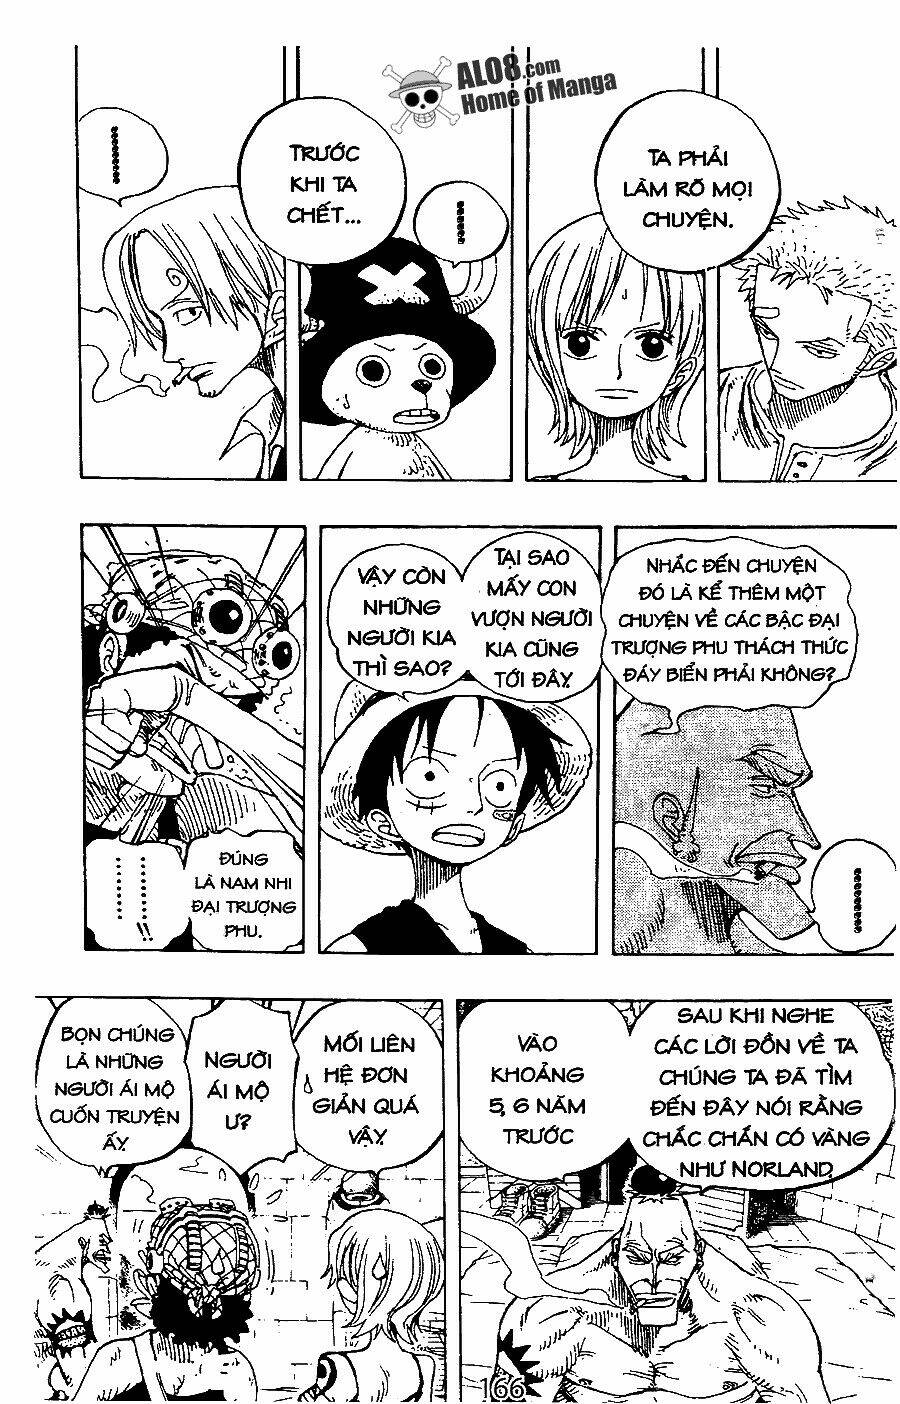 ALO8.com
Home of Manga
TA PHẢI
LÀM RÕ MỌI
CHUYỆN.
TRƯỚC
KHI TA
CHẾT...
NHẮC ĐẾN CHUYỆN
ĐÓ LÀ KỂ THÊM MỘT
CHUYỆN VỀ CÁC BẬC ĐẠI
TRƯỢNG PHU THÁCH THỨC
ĐÁY BIỂN PHẢI KHÔNG?
TẠI SAO
MẤY CON
VƯỢN NGƯỜI
KIA CŨNG
TỚI ĐÂY.
VẬY CÒN
NHỮNG
NGƯỜI KIA
THÌ SAO?
ĐÚNG
LÀ NAM NHI
ĐẠI TRƯỢNG
PHU.
!!
SAU KHI NGHE
CÁC LỜI ĐỒN VỀ TA
CHÚNG TA ĐÃ TÌM
ĐẾN ĐÂY NÓI RẰNG
CHẮC CHẮN CÓ VÀNG
NHƯ NORLAND.
VÀO
KHOẢNG
5, 6 NĂM
TRƯỚC
MỐI LIÊN
HỆ ĐƠN
GIẢN QUÁ
VẬY.
NGƯỜI
ÁI MỘ
Ư?
BỌN CHÚNG
LÀ NHỮNG
NGƯỜI ÁI MỘ
CUỐN TRUYỆN
ẤY.
166